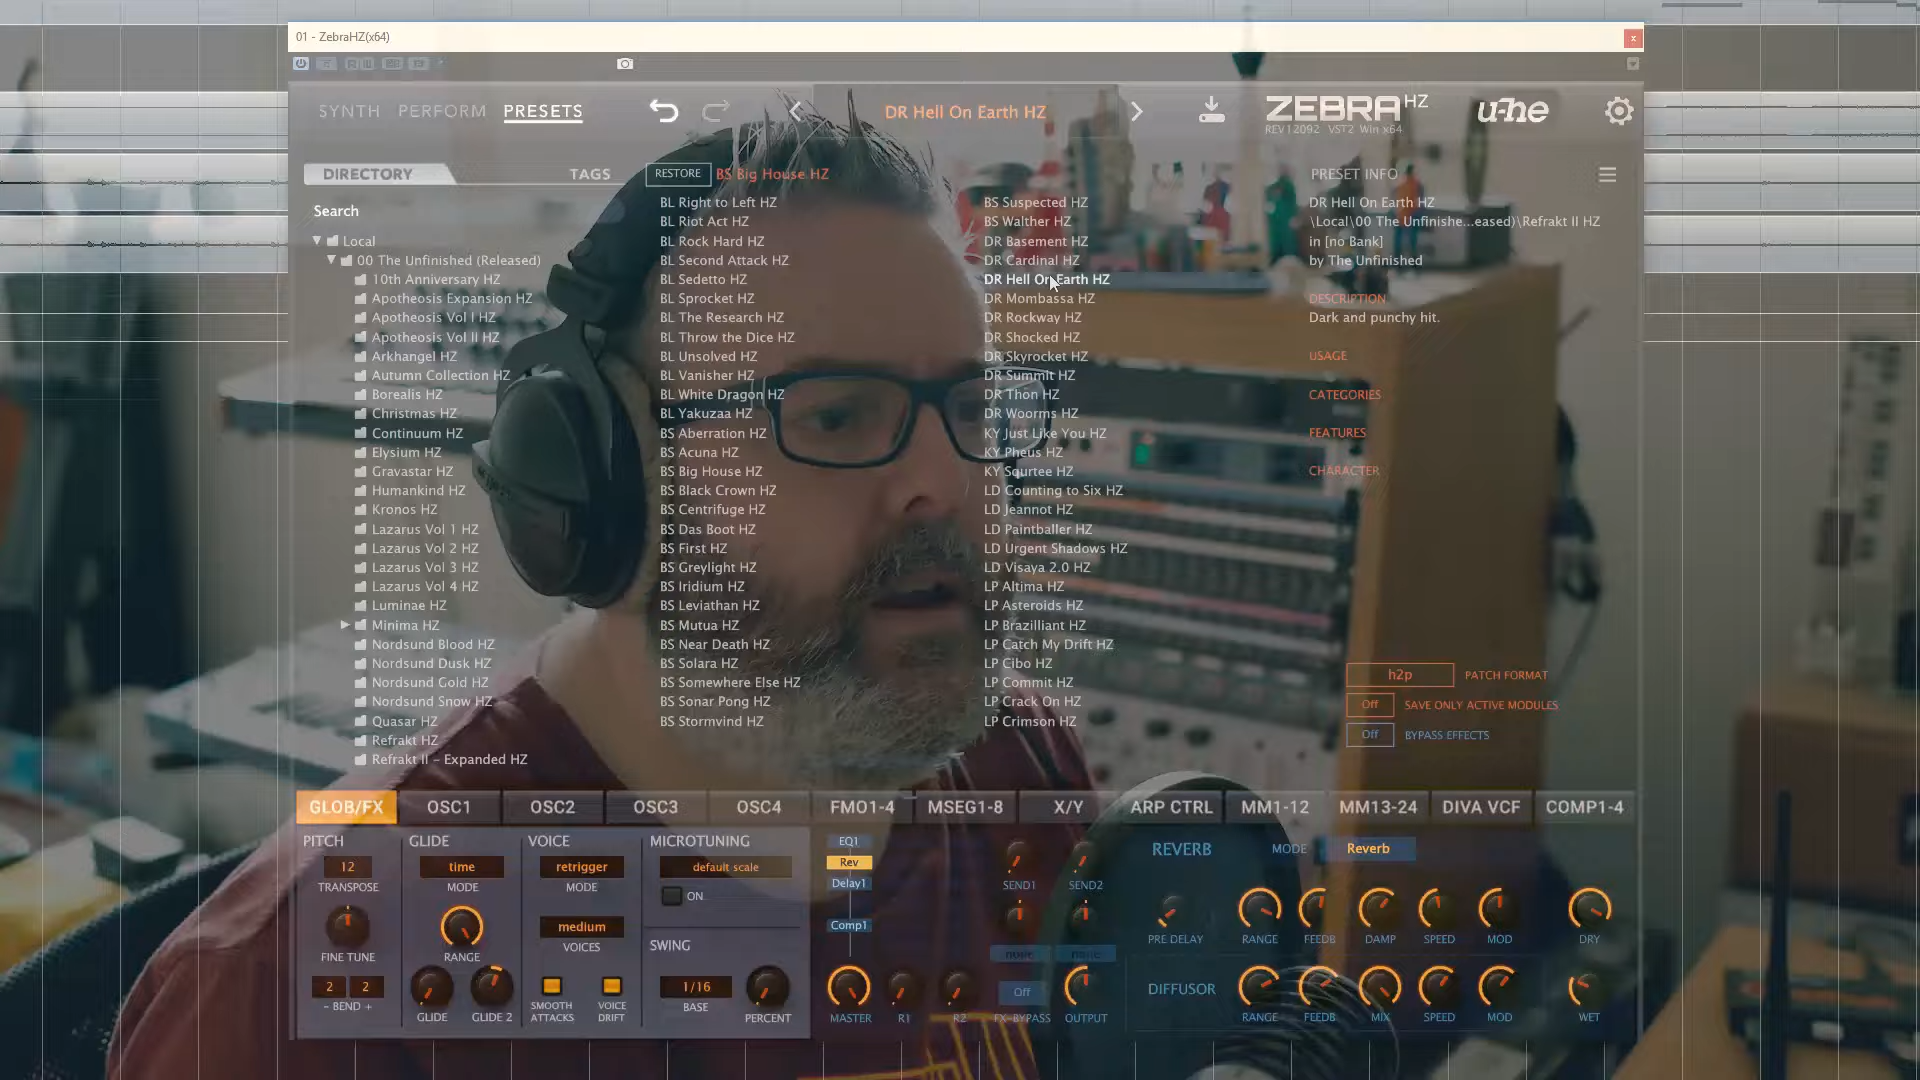 01 - ZebraHZ(x64)
SYNTH PERFORM PRESETS
DR Hell On Earth HZ
ZEBRA HZ
REV12092 VST2 Win x64
u-he
DIRECTORY
TAGS
Search
Local
00 The Unfinished (Released)
10th Anniversary HZ
Apotheosis Expansion HZ
Apotheosis Vol I HZ
Apotheosis Vol II HZ
Arkhangel HZ
Autumn Collection HZ
Borealis HZ
Christmas HZ
Continuum HZ
Elysium HZ
Gravastar HZ
Humankind HZ
Kronos HZ
Lazarus Vol 1 HZ
Lazarus Vol 2 HZ
Lazarus Vol 3 HZ
Lazarus Vol 4 HZ
Luminae HZ
Minima HZ
Nordsund Blood HZ
Nordsund Dusk HZ
Nordsund Gold HZ
Nordsund Snow HZ
Quasar HZ
Refrakt HZ
Refrakt II - Expanded HZ
RESTORE BS Big House HZ
BL Right to Left HZ
BL Riot Act HZ
BL Rock Hard HZ
BL Second Attack HZ
BL Sedetto HZ
BL Sprocket HZ
BL The Research HZ
BL Throw the Dice HZ
BL Unsolved HZ
BL Vanisher HZ
BL White Dragon HZ
BL Yakuzaa HZ
BS Aberration HZ
BS Acuna HZ
BS Big House HZ
BS Black Crown HZ
BS Centrifuge HZ
BS Das Boot HZ
BS First HZ
BS Greylight HZ
BS Iridium HZ
BS Leviathan HZ
BS Mutua HZ
BS Near Death HZ
BS Solara HZ
BS Somewhere Else HZ
BS Sonar Pong HZ
BS Stormvind HZ
BS Suspected HZ
BS Walther HZ
DR Basement HZ
DR Cardinal HZ
DR Hell On Earth HZ
DR Mombassa HZ
DR Rockway HZ
DR Shocked HZ
DR Skyrocket HZ
DR Summit HZ
DR Thon HZ
DR Woorms HZ
KY Just Like You HZ
KY Pheus HZ
KY Squrtee HZ
LD Counting to Six HZ
LD Jeannot HZ
LD Paintballer HZ
LD Urgent Shadows HZ
LD Visaya 2.0 HZ
LP Altima HZ
LP Asteroids HZ
LP Brazilliant HZ
LP Catch My Drift HZ
LP Cibo HZ
LP Commit HZ
LP Crack On HZ
LP Crimson HZ
PRESET INFO
DR Hell On Earth HZ
\Local\00 The Unfinishe...eased)\Refrakt II HZ
in [no Bank]
by The Unfinished
DESCRIPTION
Dark and punchy hit.
USAGE
CATEGORIES
FEATURES
CHARACTER
h2p PATCH FORMAT
Off SAVE ONLY ACTIVE MODULES
Off BYPASS EFFECTS
GLOB/FX OSC1 OSC2 OSC3 OSC4 FMO1-4 MSEG1-8 X/Y ARP CTRL MM1-12 MM13-24 DIVA VCF COMP1-4
PITCH
12
TRANSPOSE
FINE TUNE
2 2
- BEND +
GLIDE
time
MODE
RANGE
GLIDE GLIDE 2
VOICE
retrigger
MODE
medium
VOICES
SMOOTH ATTACKS
VOICE DRIFT
MICROTUNING
default scale
ON
SWING
1/16
BASE
PERCENT
EQ1
Rev
Delay1
Comp1
MASTER R1 R2
SEND1 SEND2
none none
Off
FX-BYPASS OUTPUT
REVERB MODE Reverb
PRE DELAY RANGE FEEDB DAMP SPEED MOD DRY
DIFFUSOR
RANGE FEEDB MIX SPEED MOD WET